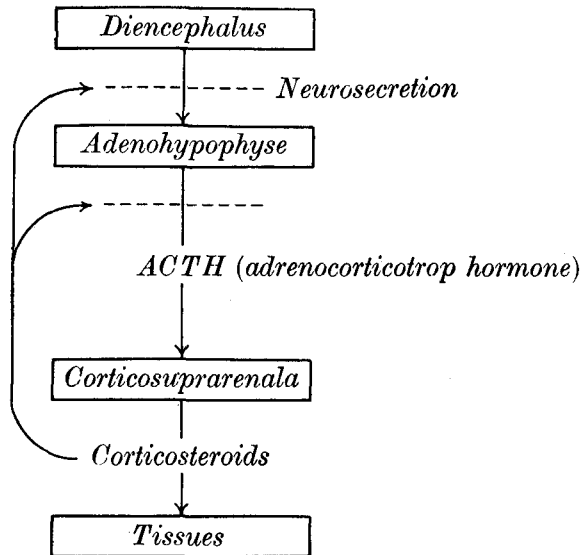 Diencephalus
Neurosecretion
Adenohypophyse
ACTH (adrenocorticotrop hormone)
Corticosuprarenala
Corticosteroids
Tissues